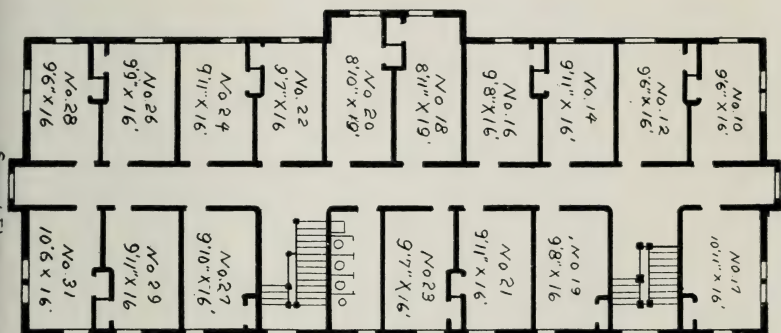 No. 28
9'6" X 16
No. 26
9'9" X 16'
No 24
9'11" X 16'
No. 22
9'7" X 16'
No 20
8'10" X 19'
No 18
8'11" X 19'
No. 16
9'8" X 16'
No. 14
9'11" X 16'
No. 12
9'6" X 16'
No. 10
9'6" X 16'
No. 31
10'6 X 16'
No 29
9'11" X 16'
No. 27
9'10" X 16'
No 23
9'7" X 16'
No. 21
9'11" X 16'
No 19
9'8" X 16
No. 17
10'11" X 16'